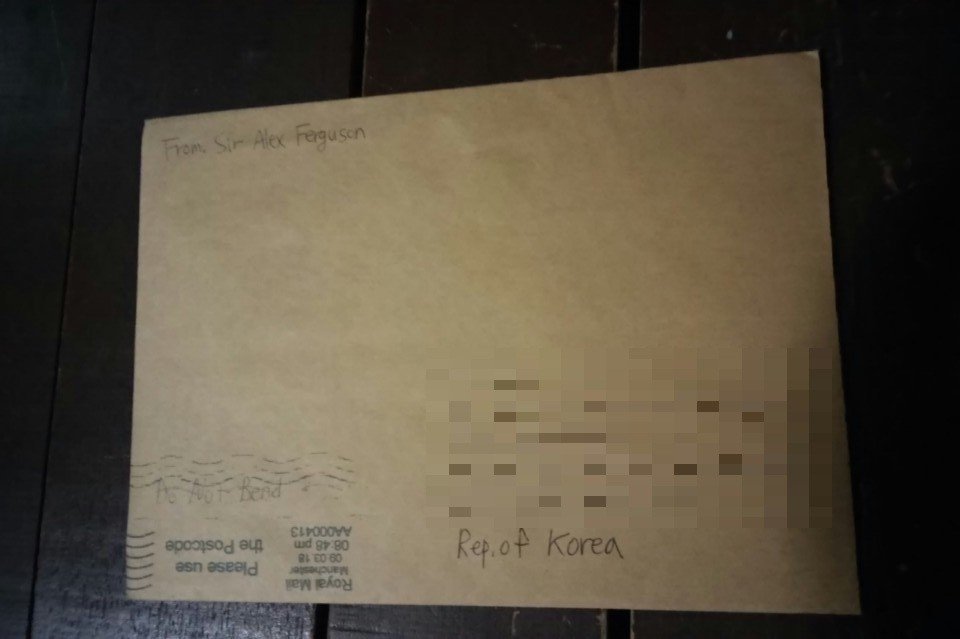 From. Sir Alex Ferguson
Do Not Bend
Rep. of Korea
Royal Mail
Manchester
09.03.18
08:48 pm
AA000413
Please use
the Postcode